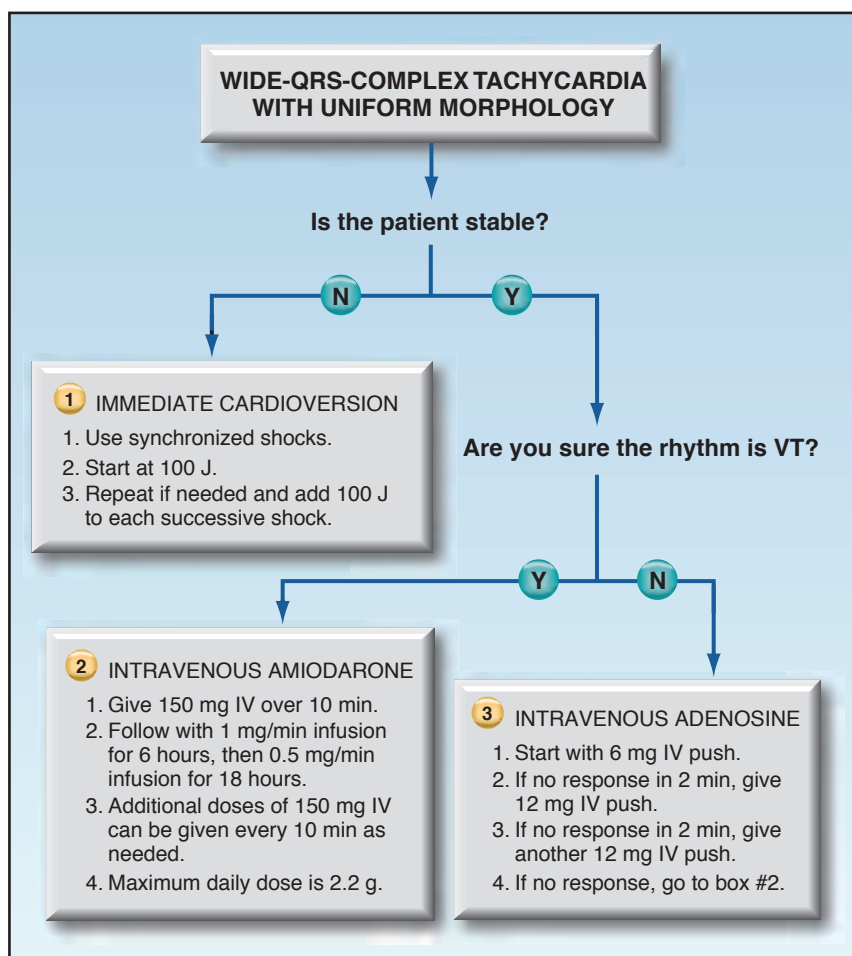 WIDE-QRS-COMPLEX TACHYCARDIA
WITH UNIFORM MORPHOLOGY
Is the patient stable?
N
Y
1 IMMEDIATE CARDIOVERSION
1. Use synchronized shocks.
2. Start at 100 J.
3. Repeat if needed and add 100 J
to each successive shock.
Are you sure the rhythm is VT?
Y
N
2 INTRAVENOUS AMIODARONE
1. Give 150 mg IV over 10 min.
2. Follow with 1 mg/min infusion
for 6 hours, then 0.5 mg/min
infusion for 18 hours.
3. Additional doses of 150 mg IV
can be given every 10 min as
needed.
4. Maximum daily dose is 2.2 g.
3 INTRAVENOUS ADENOSINE
1. Start with 6 mg IV push.
2. If no response in 2 min, give
12 mg IV push.
3. If no response in 2 min, give
another 12 mg IV push.
4. If no response, go to box #2.